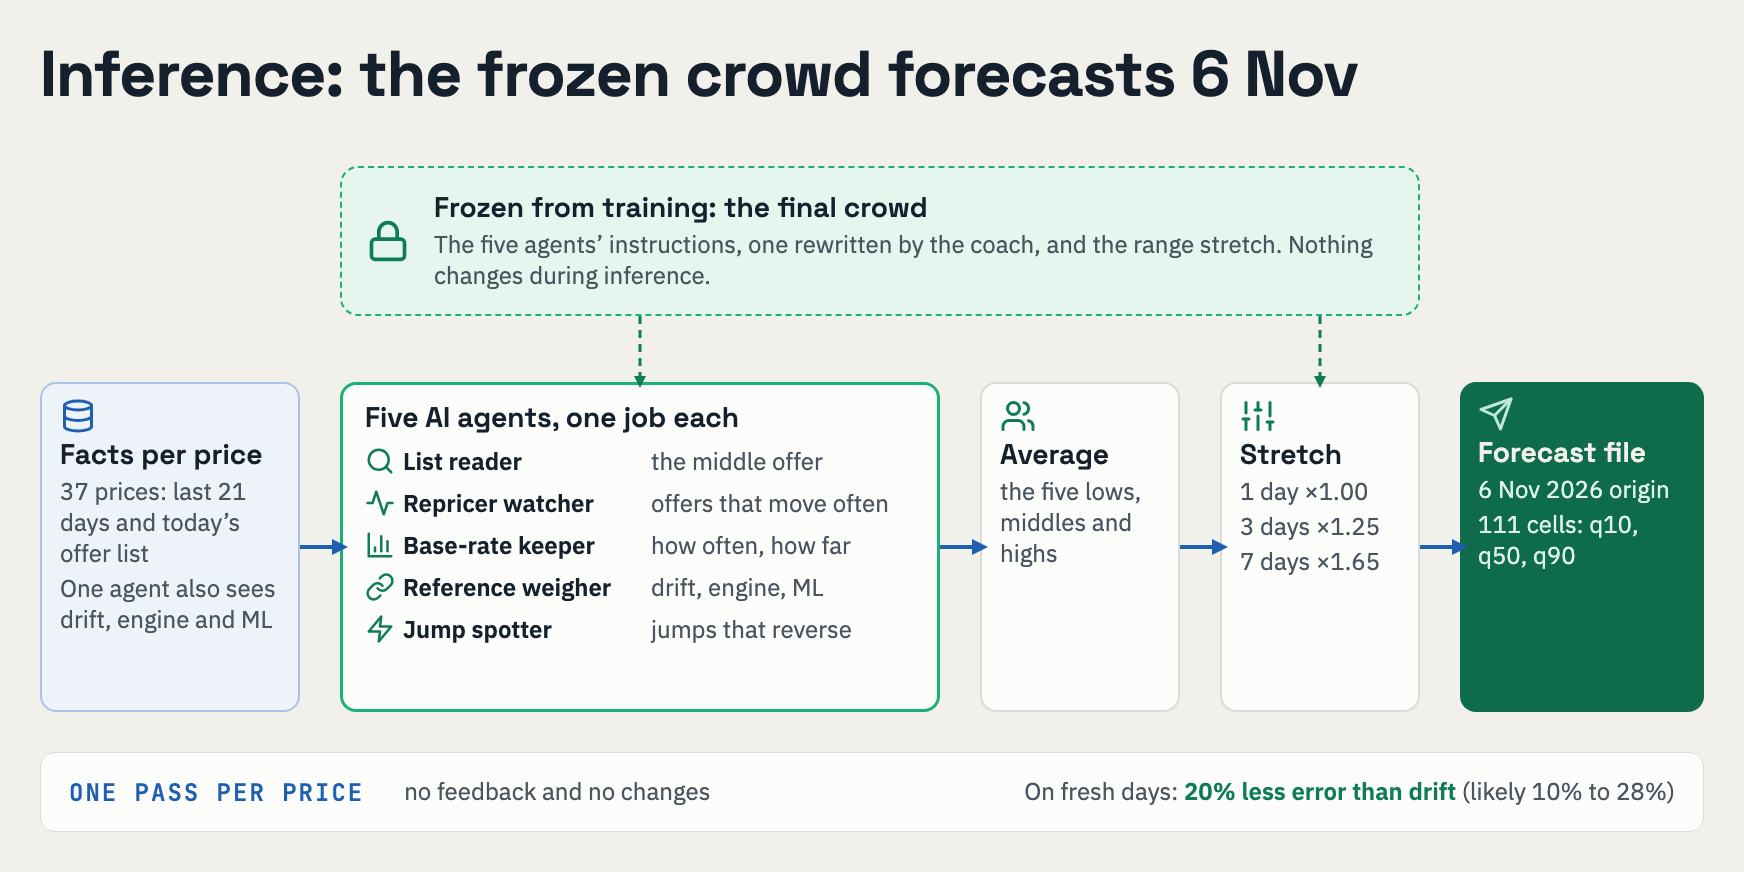 Inference: the frozen crowd forecasts 6 Nov
Frozen from training: the final crowd
The five agents’ instructions, one rewritten by the coach, and the range stretch. Nothing
changes during inference.
Facts per price
37 prices: last 21
days and today’s
offer list
One agent also sees
drift, engine and ML
Five AI agents, one job each
List reader the middle offer
Repricer watcher offers that move often
Base-rate keeper how often, how far
Reference weigher drift, engine, ML
Jump spotter jumps that reverse
Average
the five lows,
middles and
highs
Stretch
1 day ×1.00
3 days ×1.25
7 days ×1.65
Forecast file
6 Nov 2026 origin
111 cells: q10,
q50, q90
ONE PASS PER PRICE no feedback and no changes
On fresh days: 20% less error than drift (likely 10% to 28%)